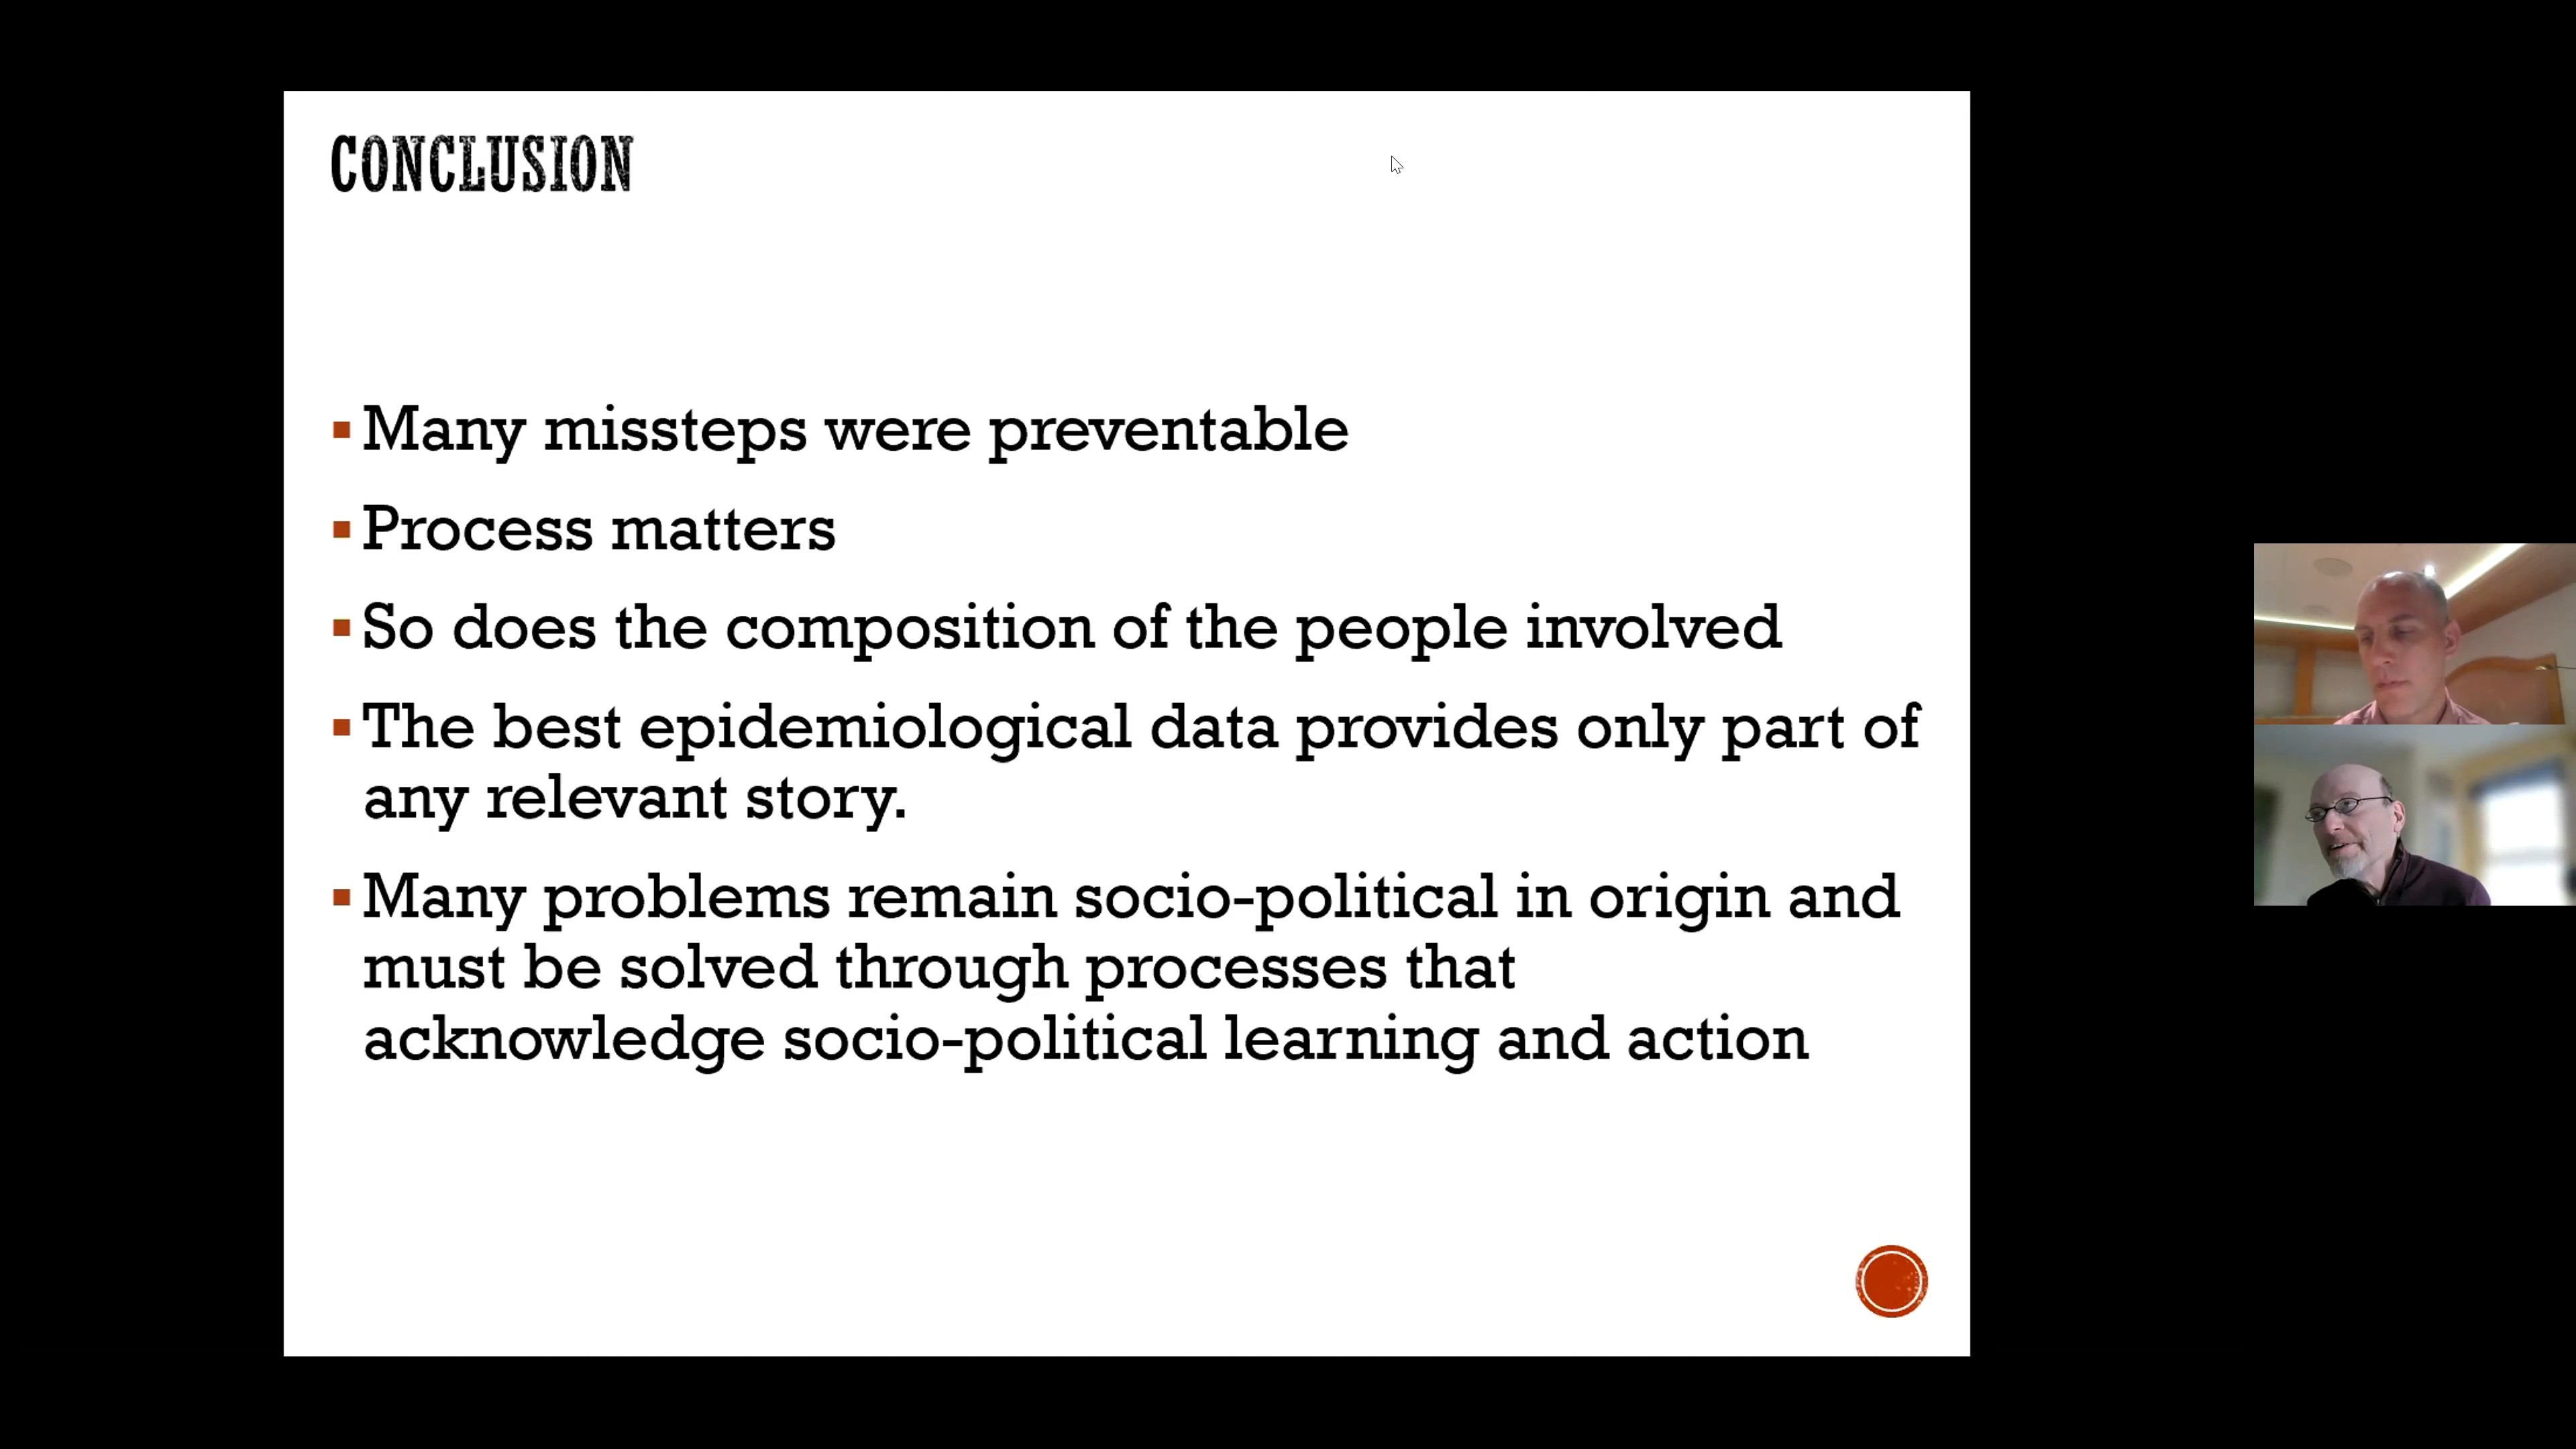 CONCLUSION
▪ Many missteps were preventable
▪ Process matters
▪ So does the composition of the people involved
▪ The best epidemiological data provides only part of
any relevant story.
▪ Many problems remain socio-political in origin and
must be solved through processes that
acknowledge socio-political learning and action